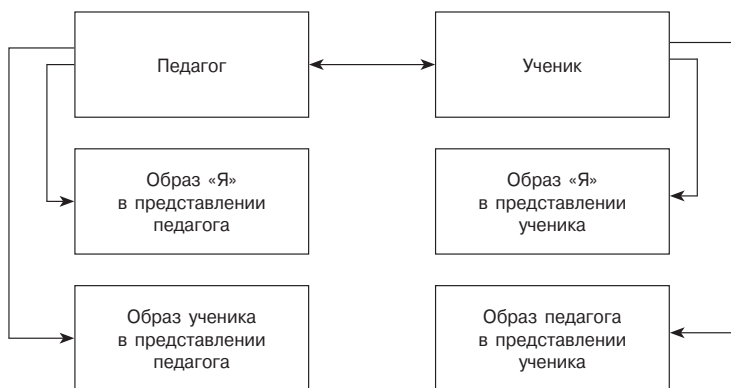 Педагог
Ученик
Образ «Я»
в представлении
педагога
Образ «Я»
в представлении
ученика
Образ ученика
в представлении
педагога
Образ педагога
в представлении
ученика